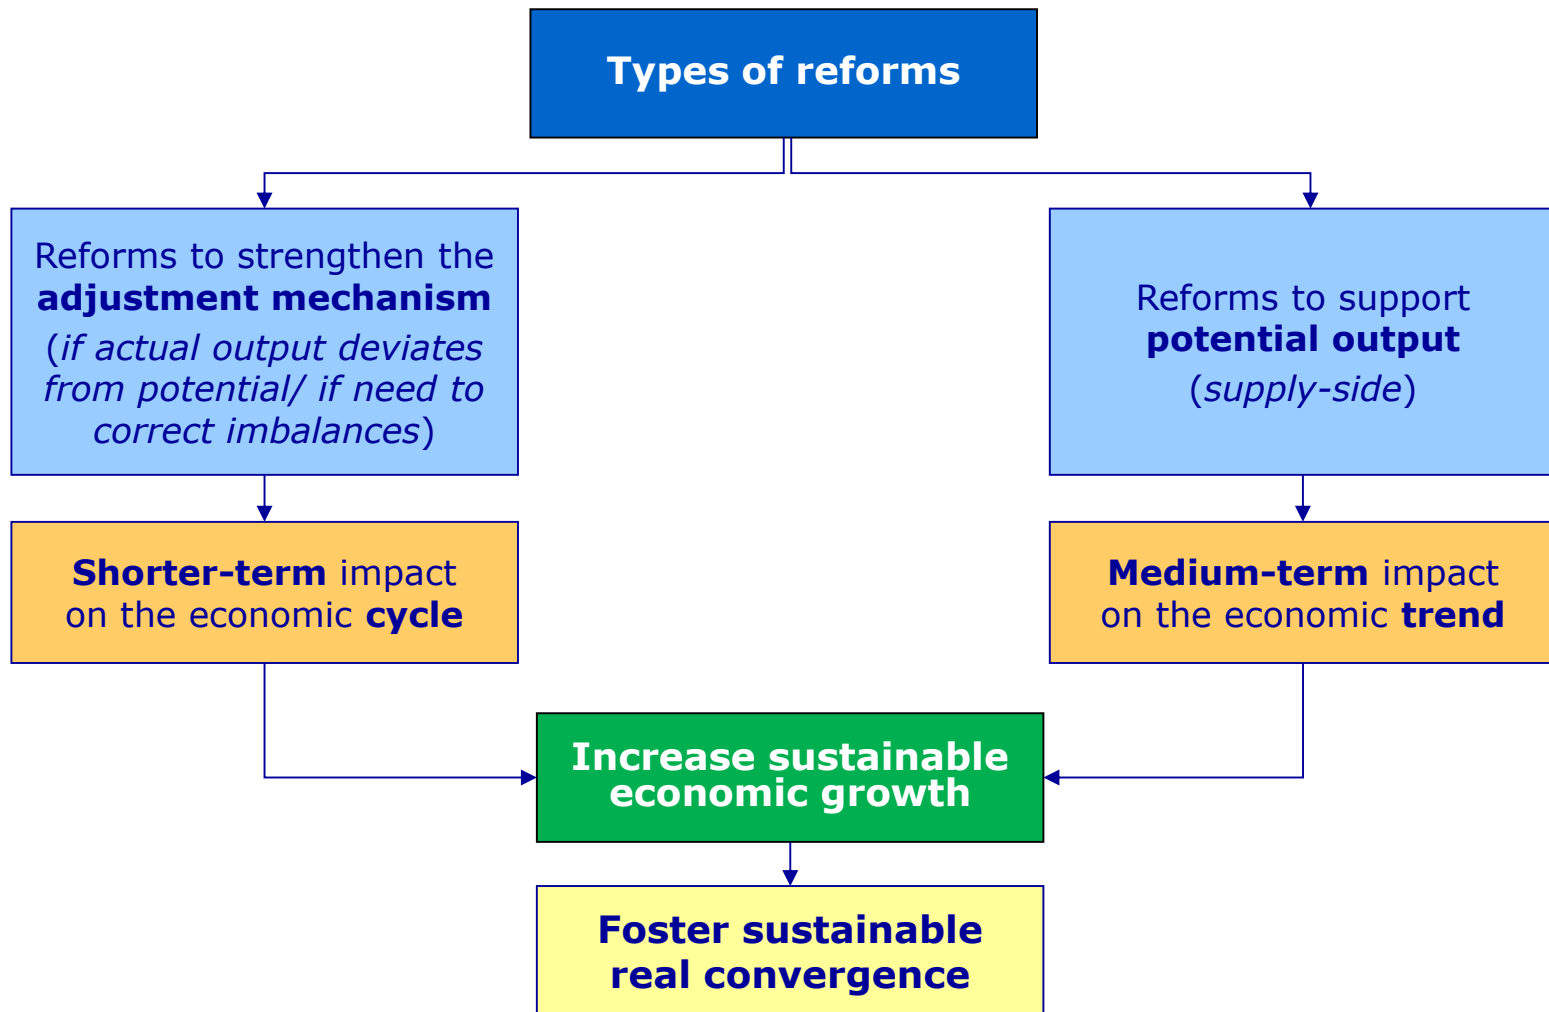 Types of reforms
Reforms to strengthen the
adjustment mechanism
(if actual output deviates
from potential/ if need to
correct imbalances)
Reforms to support
potential output
(supply-side)
Shorter-term impact
on the economic cycle
Medium-term impact
on the economic trend
Increase sustainable
economic growth
Foster sustainable
real convergence